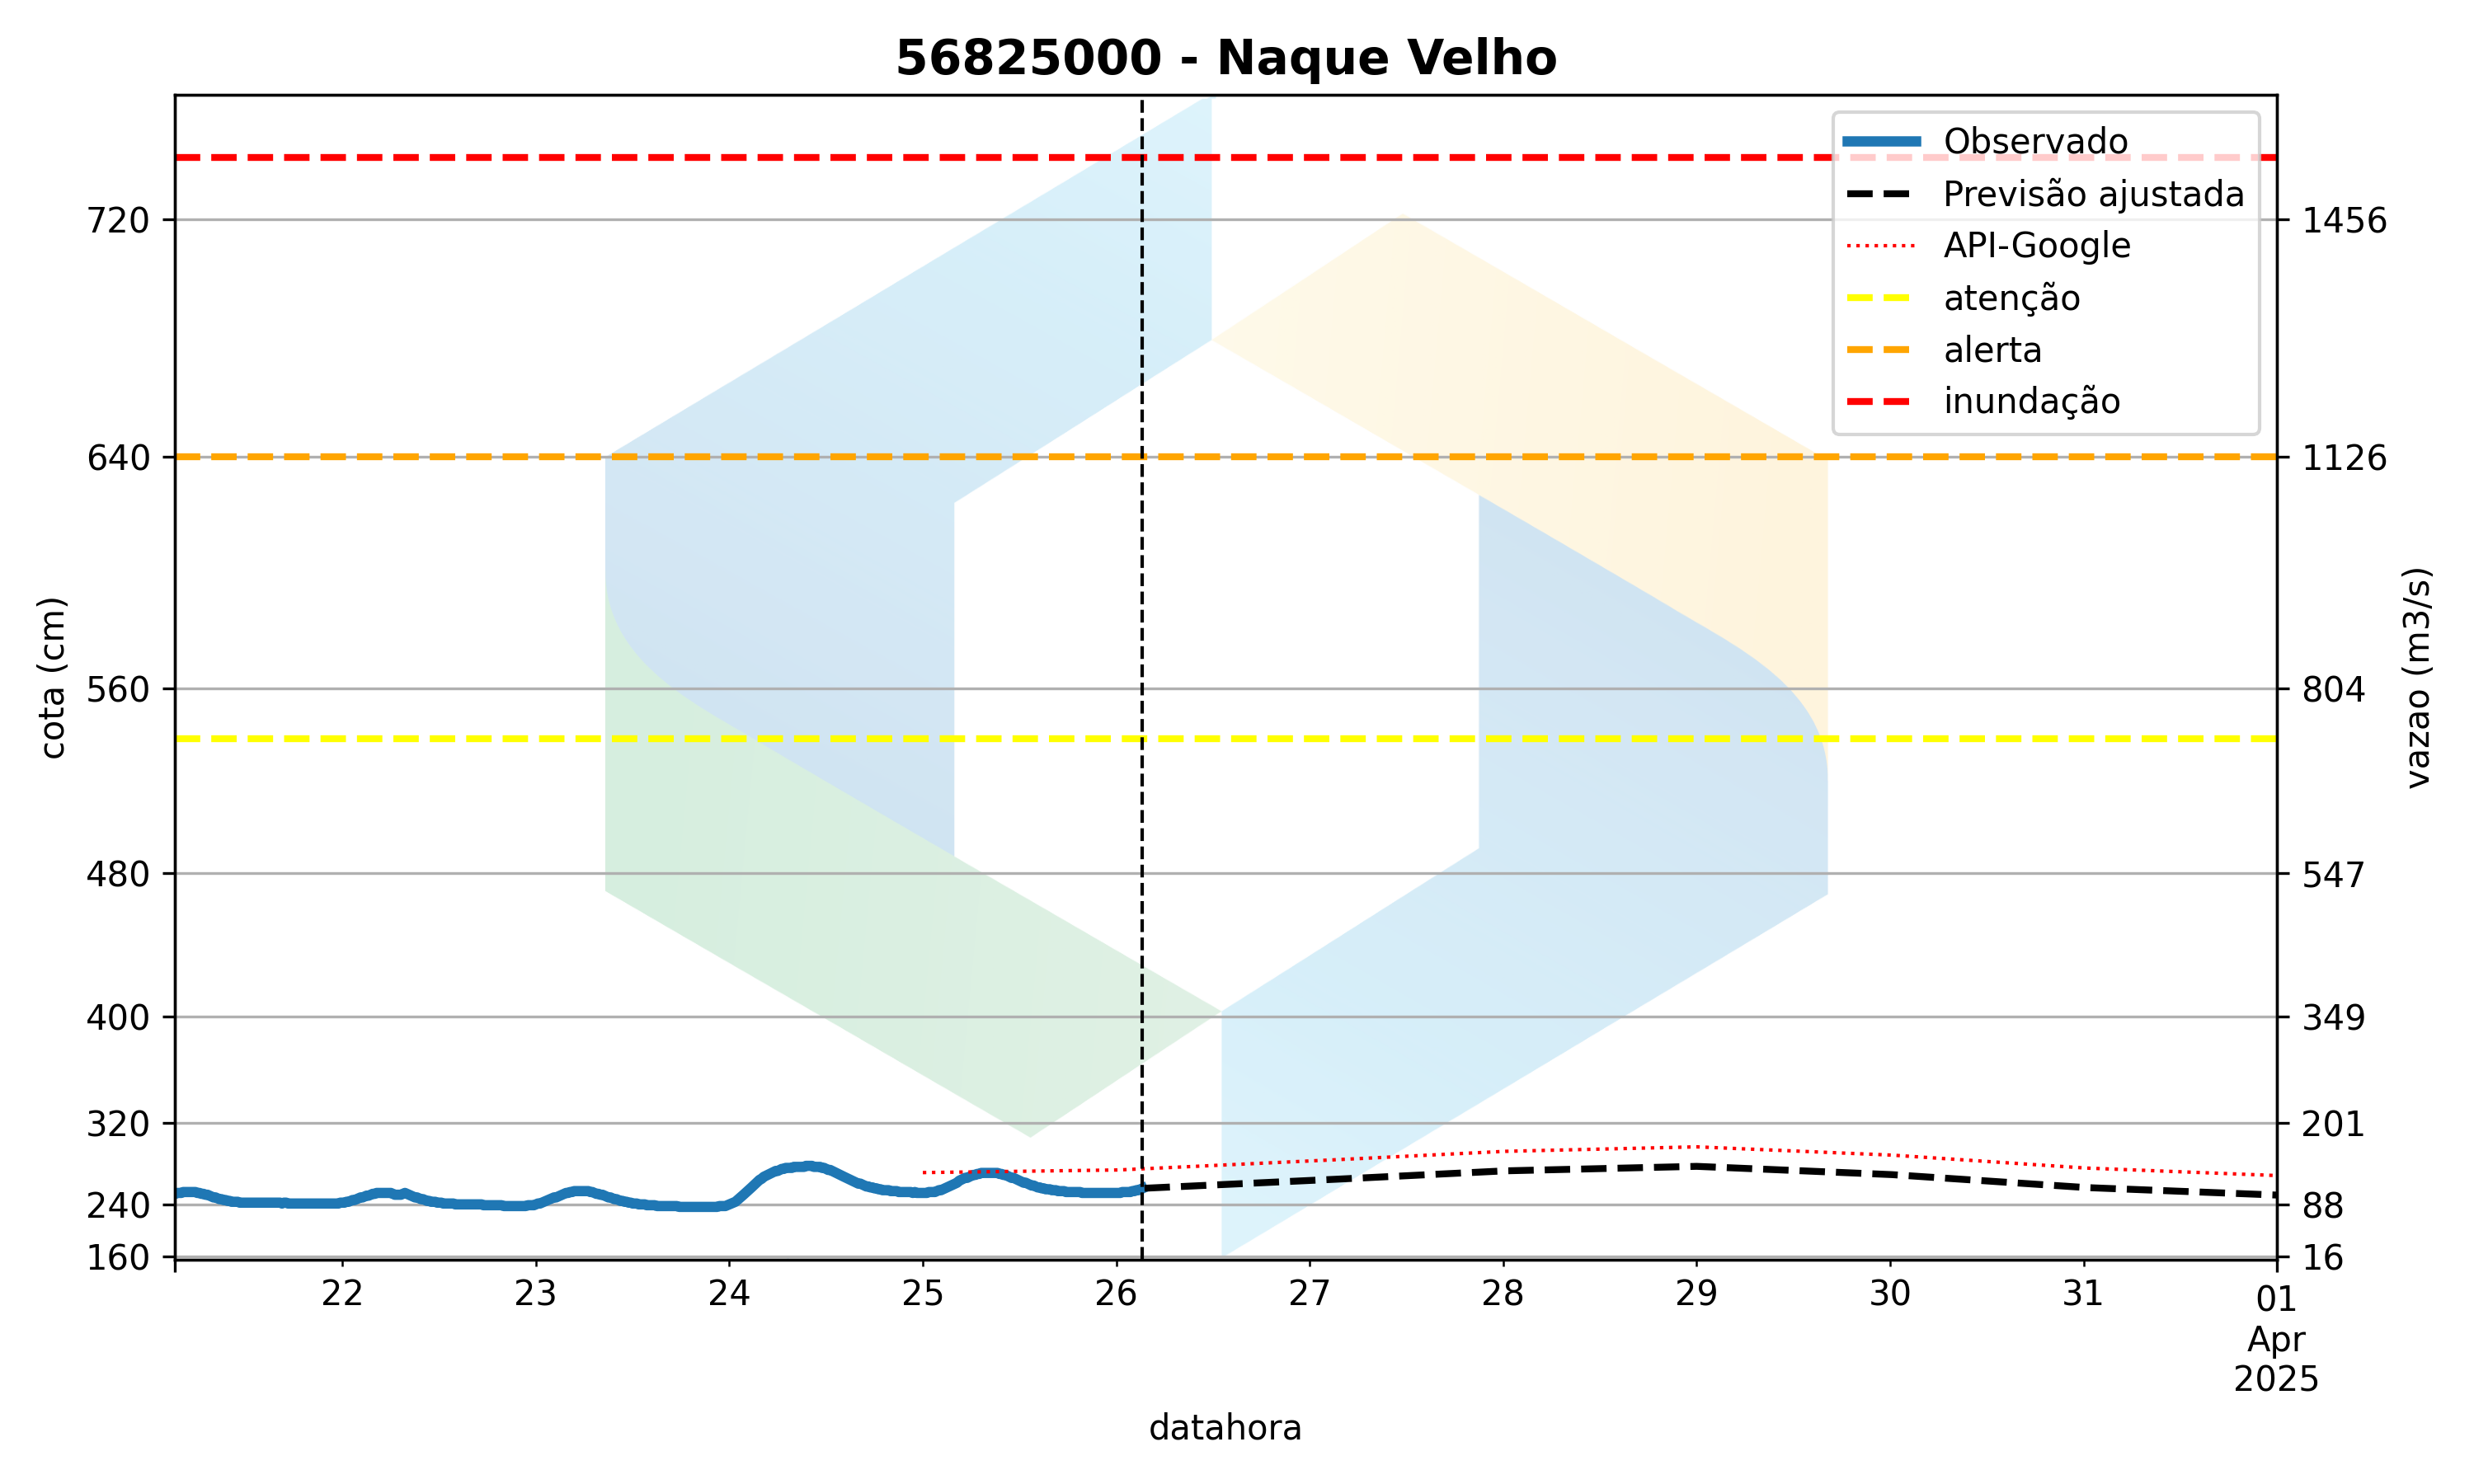 56825000 - Naque Velho
Observado
Previsão ajustada
API-Google
atenção
alerta
inundação
cota (cm)
720
640
560
480
400
320
240
160
vazao (m3/s)
1456
1126
804
547
349
201
88
16
22
23
24
25
26
27
28
29
30
31
01
Apr
2025
datahora